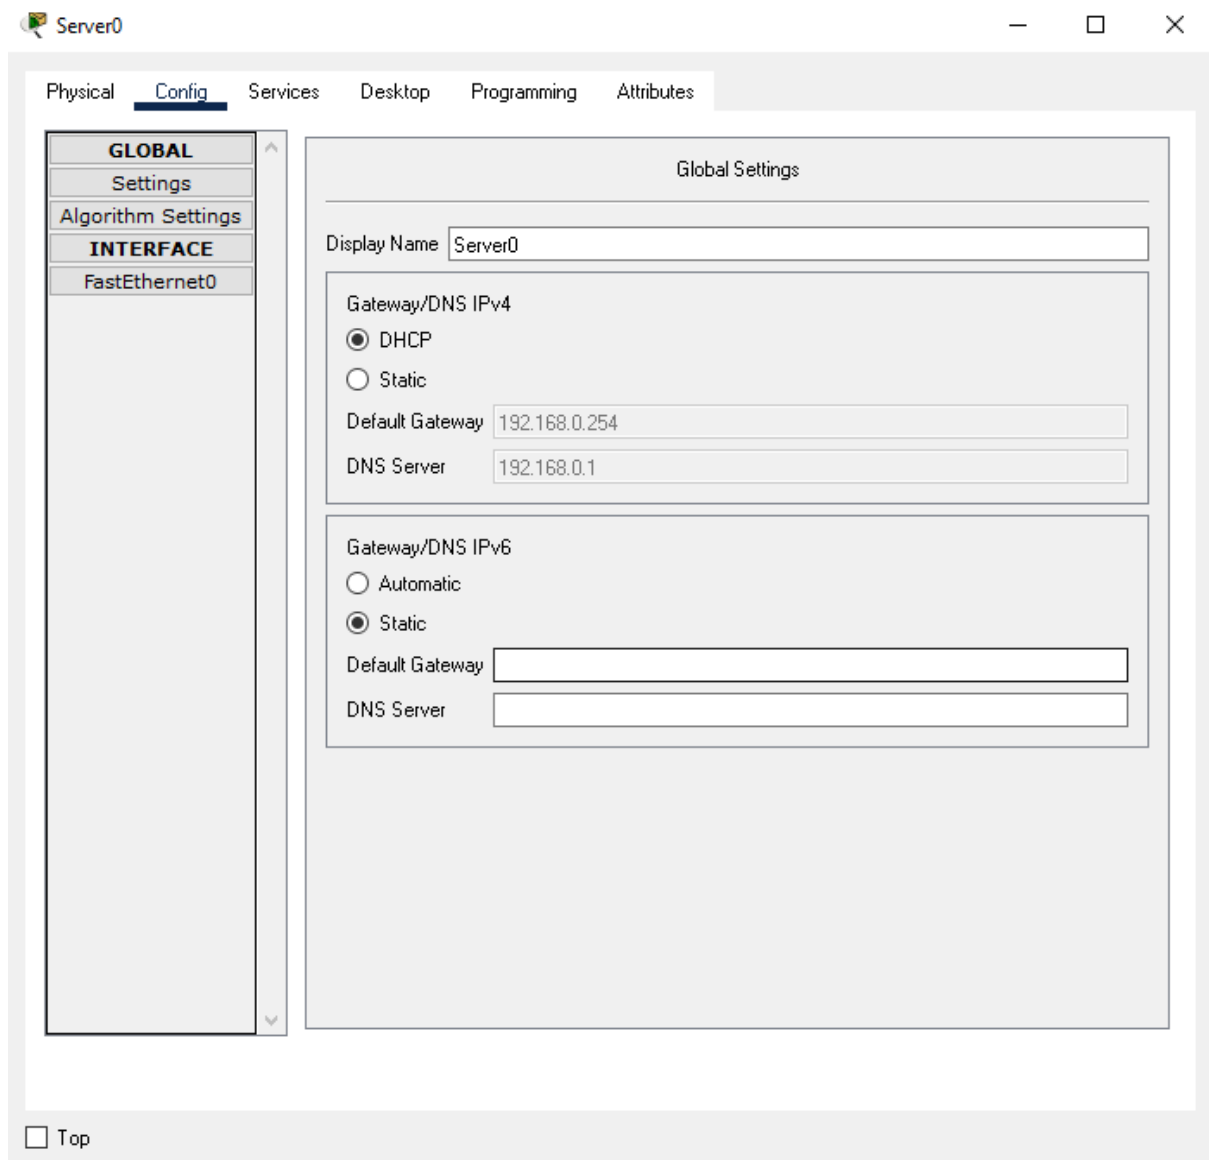 Server0
Physical Config Services Desktop Programming Attributes
GLOBAL
Settings
Algorithm Settings
INTERFACE
FastEthernet0
Global Settings
Display Name Server0
Gateway/DNS IPv4
DHCP
Static
Default Gateway 192.168.0.254
DNS Server 192.168.0.1
Gateway/DNS IPv6
Automatic
Static
Default Gateway
DNS Server
Top